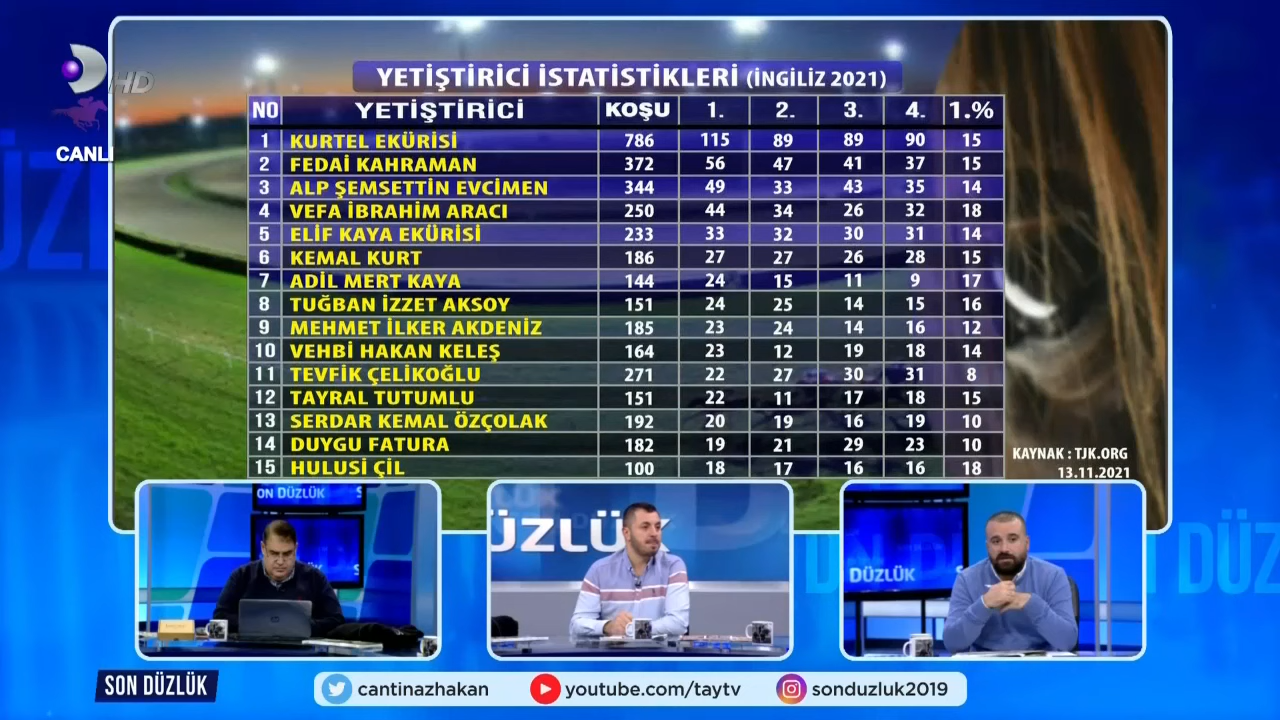 HD
CANLI
YETİŞTİRİCİ İSTATİSTİKLERİ (İNGİLİZ 2021)
NO YETİŞTİRİCİ KOŞU 1. 2. 3. 4. 1.%
1 KURTEL EKÜRİSİ 786 115 89 89 90 15
2 FEDAİ KAHRAMAN 372 56 47 41 37 15
3 ALP ŞEMSETTİN EVCİMEN 344 49 33 43 35 14
4 VEFA İBRAHİM ARACI 250 44 34 26 32 18
5 ELİF KAYA EKÜRİSİ 233 33 32 30 31 14
6 KEMAL KURT 186 27 27 26 28 15
7 ADİL MERT KAYA 144 24 15 11 9 17
8 TUĞBAN İZZET AKSOY 151 24 25 14 15 16
9 MEHMET İLKER AKDENİZ 185 23 24 14 16 12
10 VEHBİ HAKAN KELEŞ 164 23 12 19 18 14
11 TEVFİK ÇELİKOĞLU 271 22 27 30 31 8
12 TAYRAL TUTUMLU 151 22 11 17 18 15
13 SERDAR KEMAL ÖZÇOLAK 192 20 19 16 19 10
14 DUYGU FATURA 182 19 21 29 23 10
15 HULUSİ ÇİL 100 18 17 16 16 18
KAYNAK : TJK.ORG
13.11.2021
ON DÜZLÜK
ÜZLÜK
DÜZLÜK
SON DÜZLÜK
cantinazhakan
youtube.com/taytv
sonduzluk2019